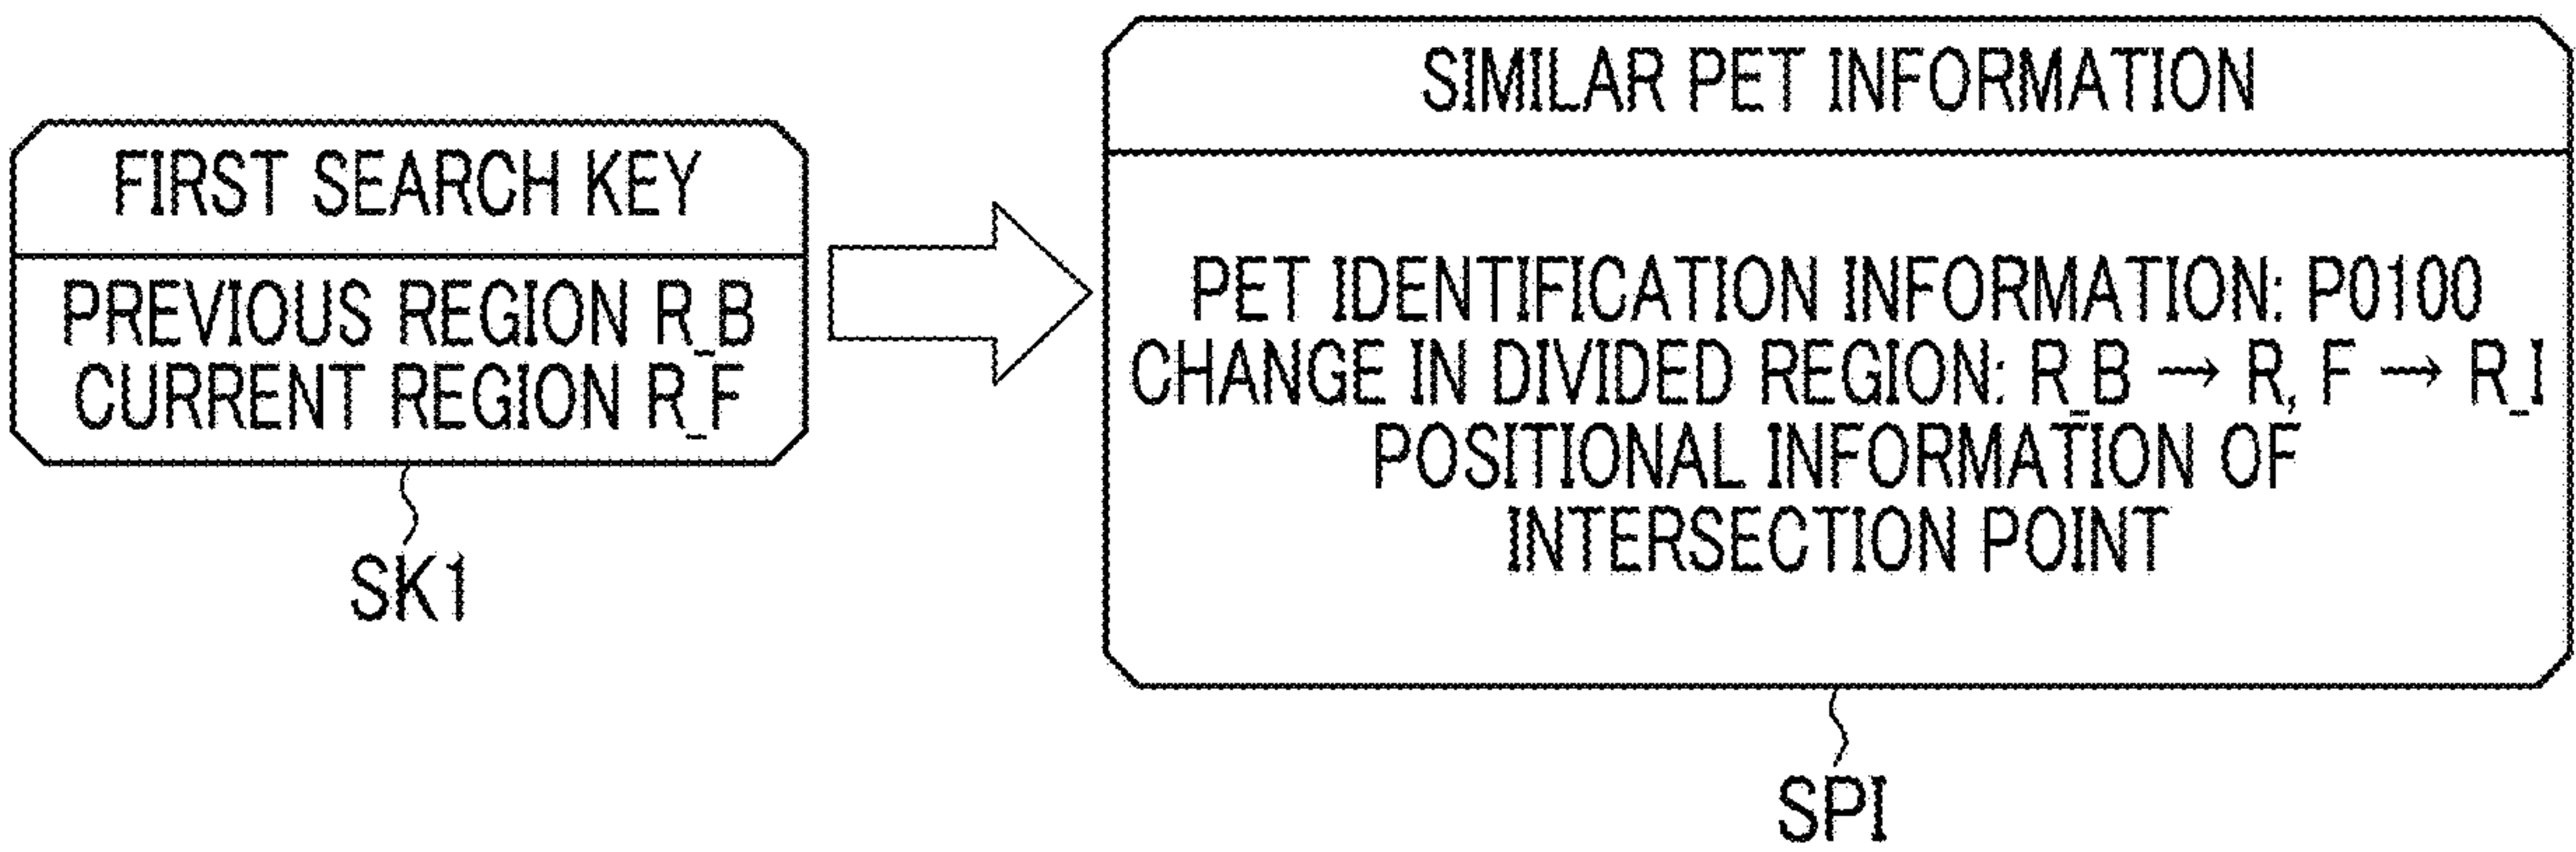 FIRST SEARCH KEY
PREVIOUS REGION R_B
CURRENT REGION R_F
SK1
SIMILAR PET INFORMATION
PET IDENTIFICATION INFORMATION: P0100
CHANGE IN DIVIDED REGION: R_B → R, F → R_I
POSITIONAL INFORMATION OF
INTERSECTION POINT
SPI